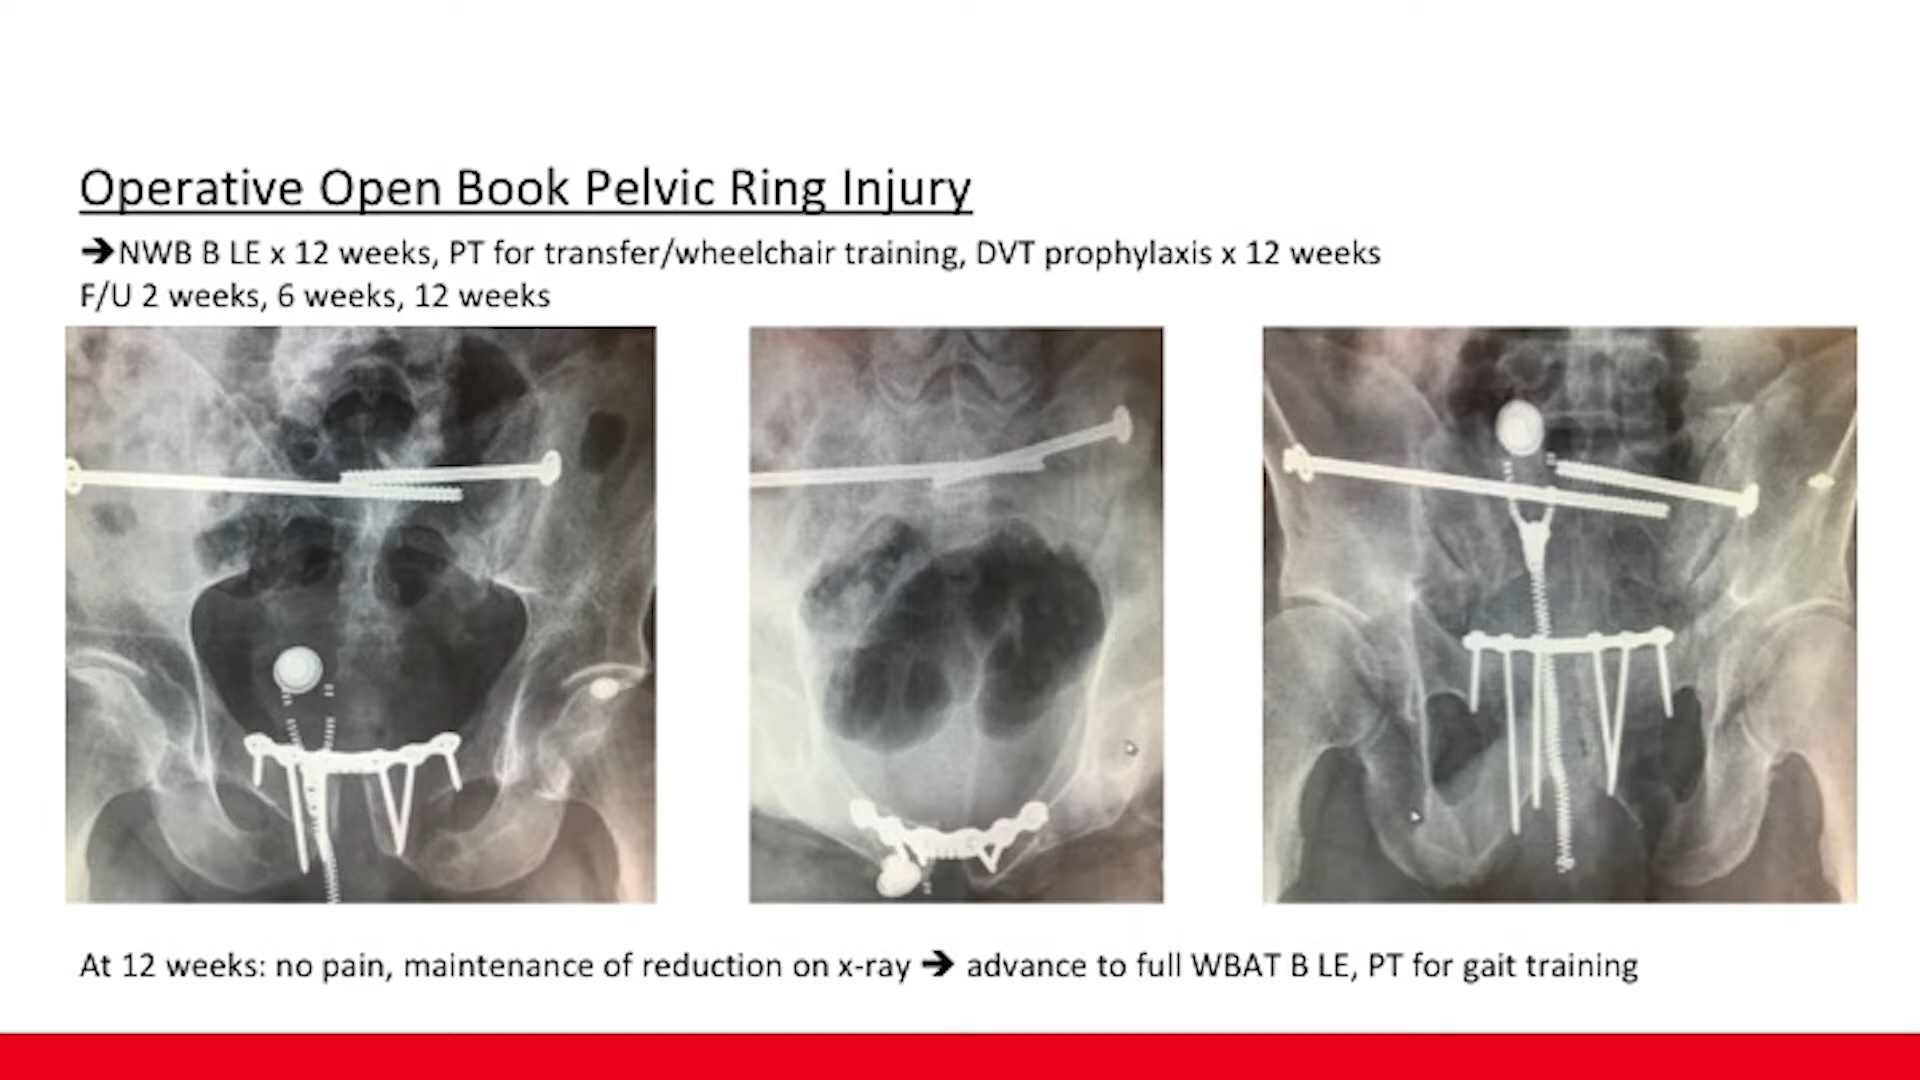 Operative Open Book Pelvic Ring Injury
➔NWB B LE x 12 weeks, PT for transfer/wheelchair training, DVT prophylaxis x 12 weeks
F/U 2 weeks, 6 weeks, 12 weeks
At 12 weeks: no pain, maintenance of reduction on x-ray ➔ advance to full WBAT B LE, PT for gait training